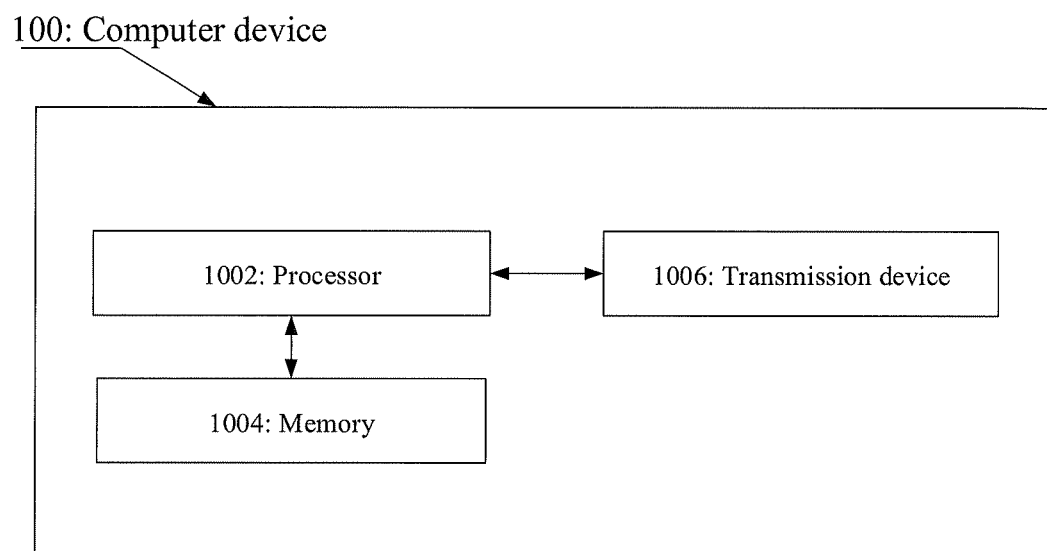 100: Computer device
1002: Processor
1006: Transmission device
1004: Memory